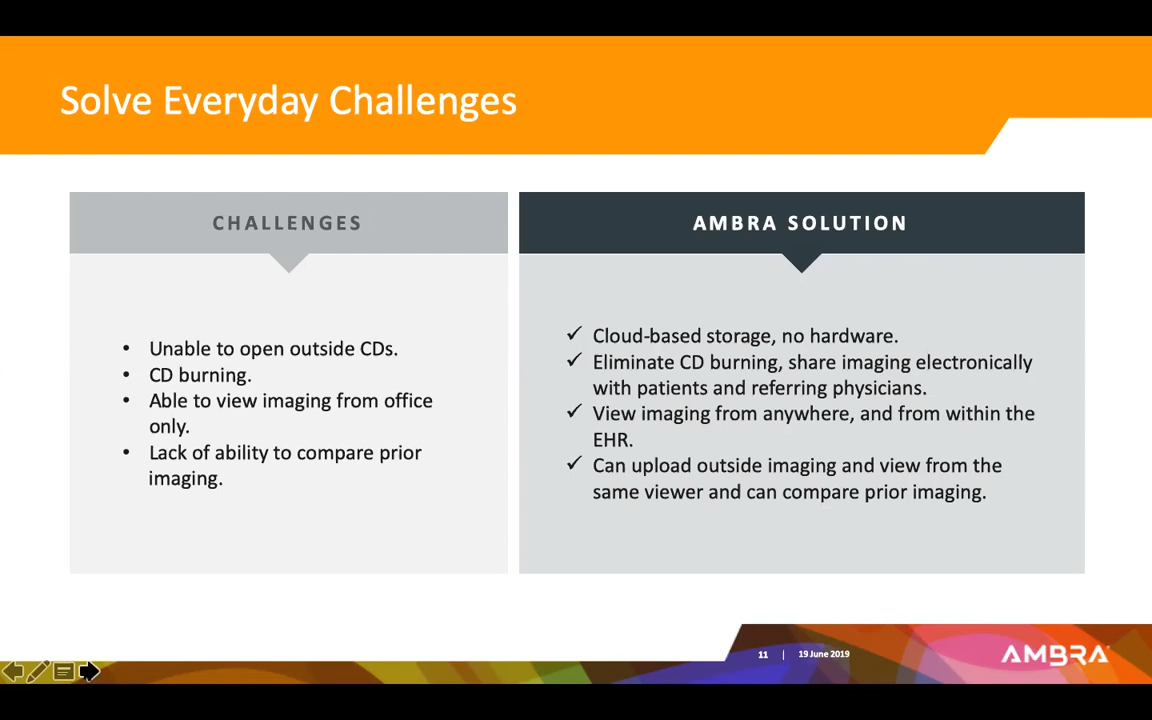 Solve Everyday Challenges
CHALLENGES
• Unable to open outside CDs.
• CD burning.
• Able to view imaging from office
only.
• Lack of ability to compare prior
imaging.
AMBRA SOLUTION
✓ Cloud-based storage, no hardware.
✓ Eliminate CD burning, share imaging electronically
with patients and referring physicians.
✓ View imaging from anywhere, and from within the
EHR.
✓ Can upload outside imaging and view from the
same viewer and can compare prior imaging.
11 | 19 June 2019
AMBRA